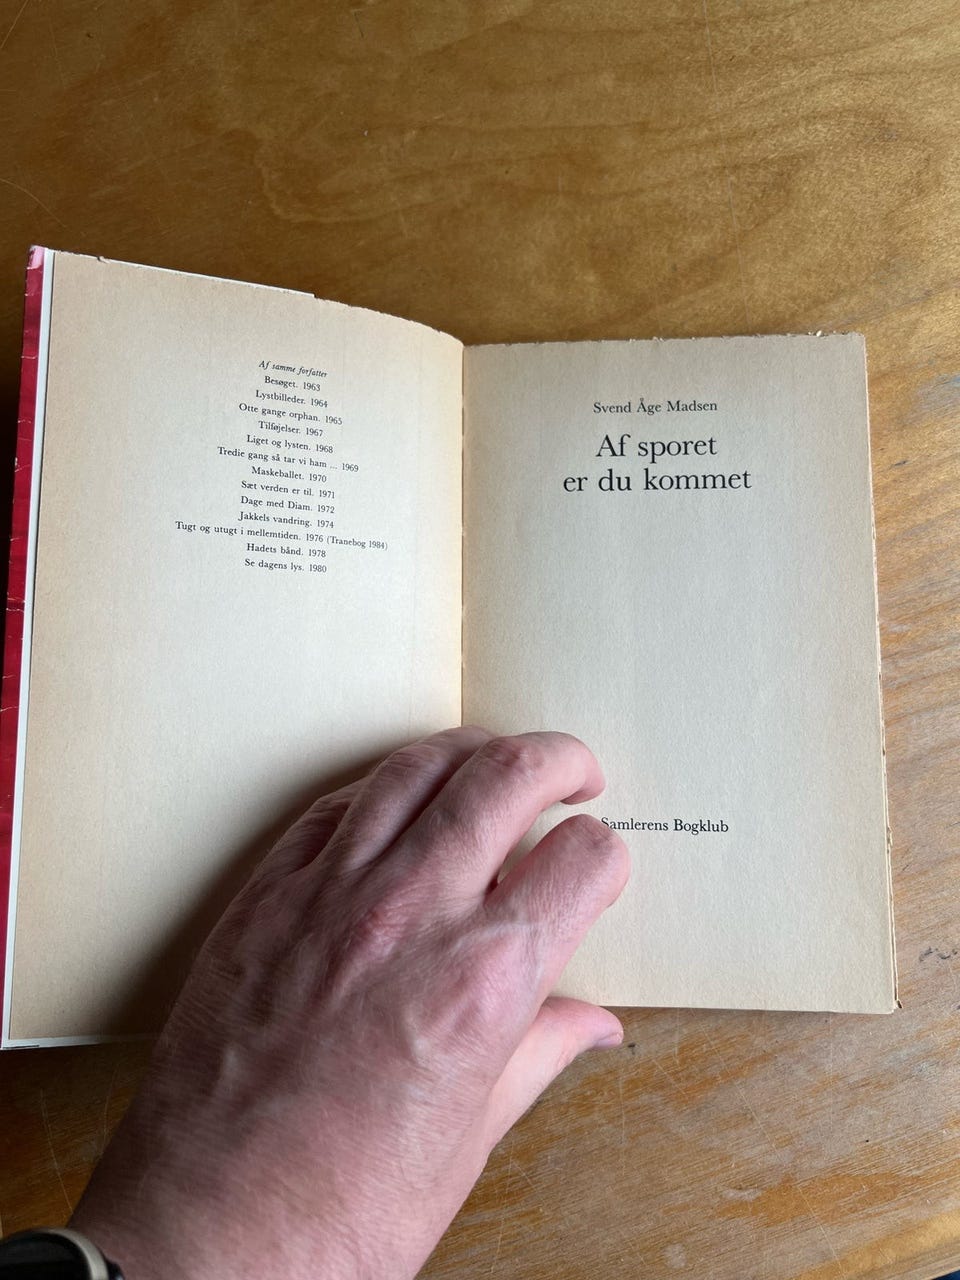 Af samme forfatter
Besøget. 1963
Lystbilleder. 1964
Otte gange orphan. 1965
Tilføjelser. 1967
Liget og lysten. 1968
Tredie gang så tar vi ham ... 1969
Maskeballet. 1970
Sæt verden er til. 1971
Dage med Diam. 1972
Jakkels vandring. 1974
Tugt og utugt i mellemtiden. 1976 (Tranebog 1984)
Hadets bånd. 1978
Se dagens lys. 1980
Svend Åge Madsen
Af sporet
er du kommet
Samlerens Bogklub